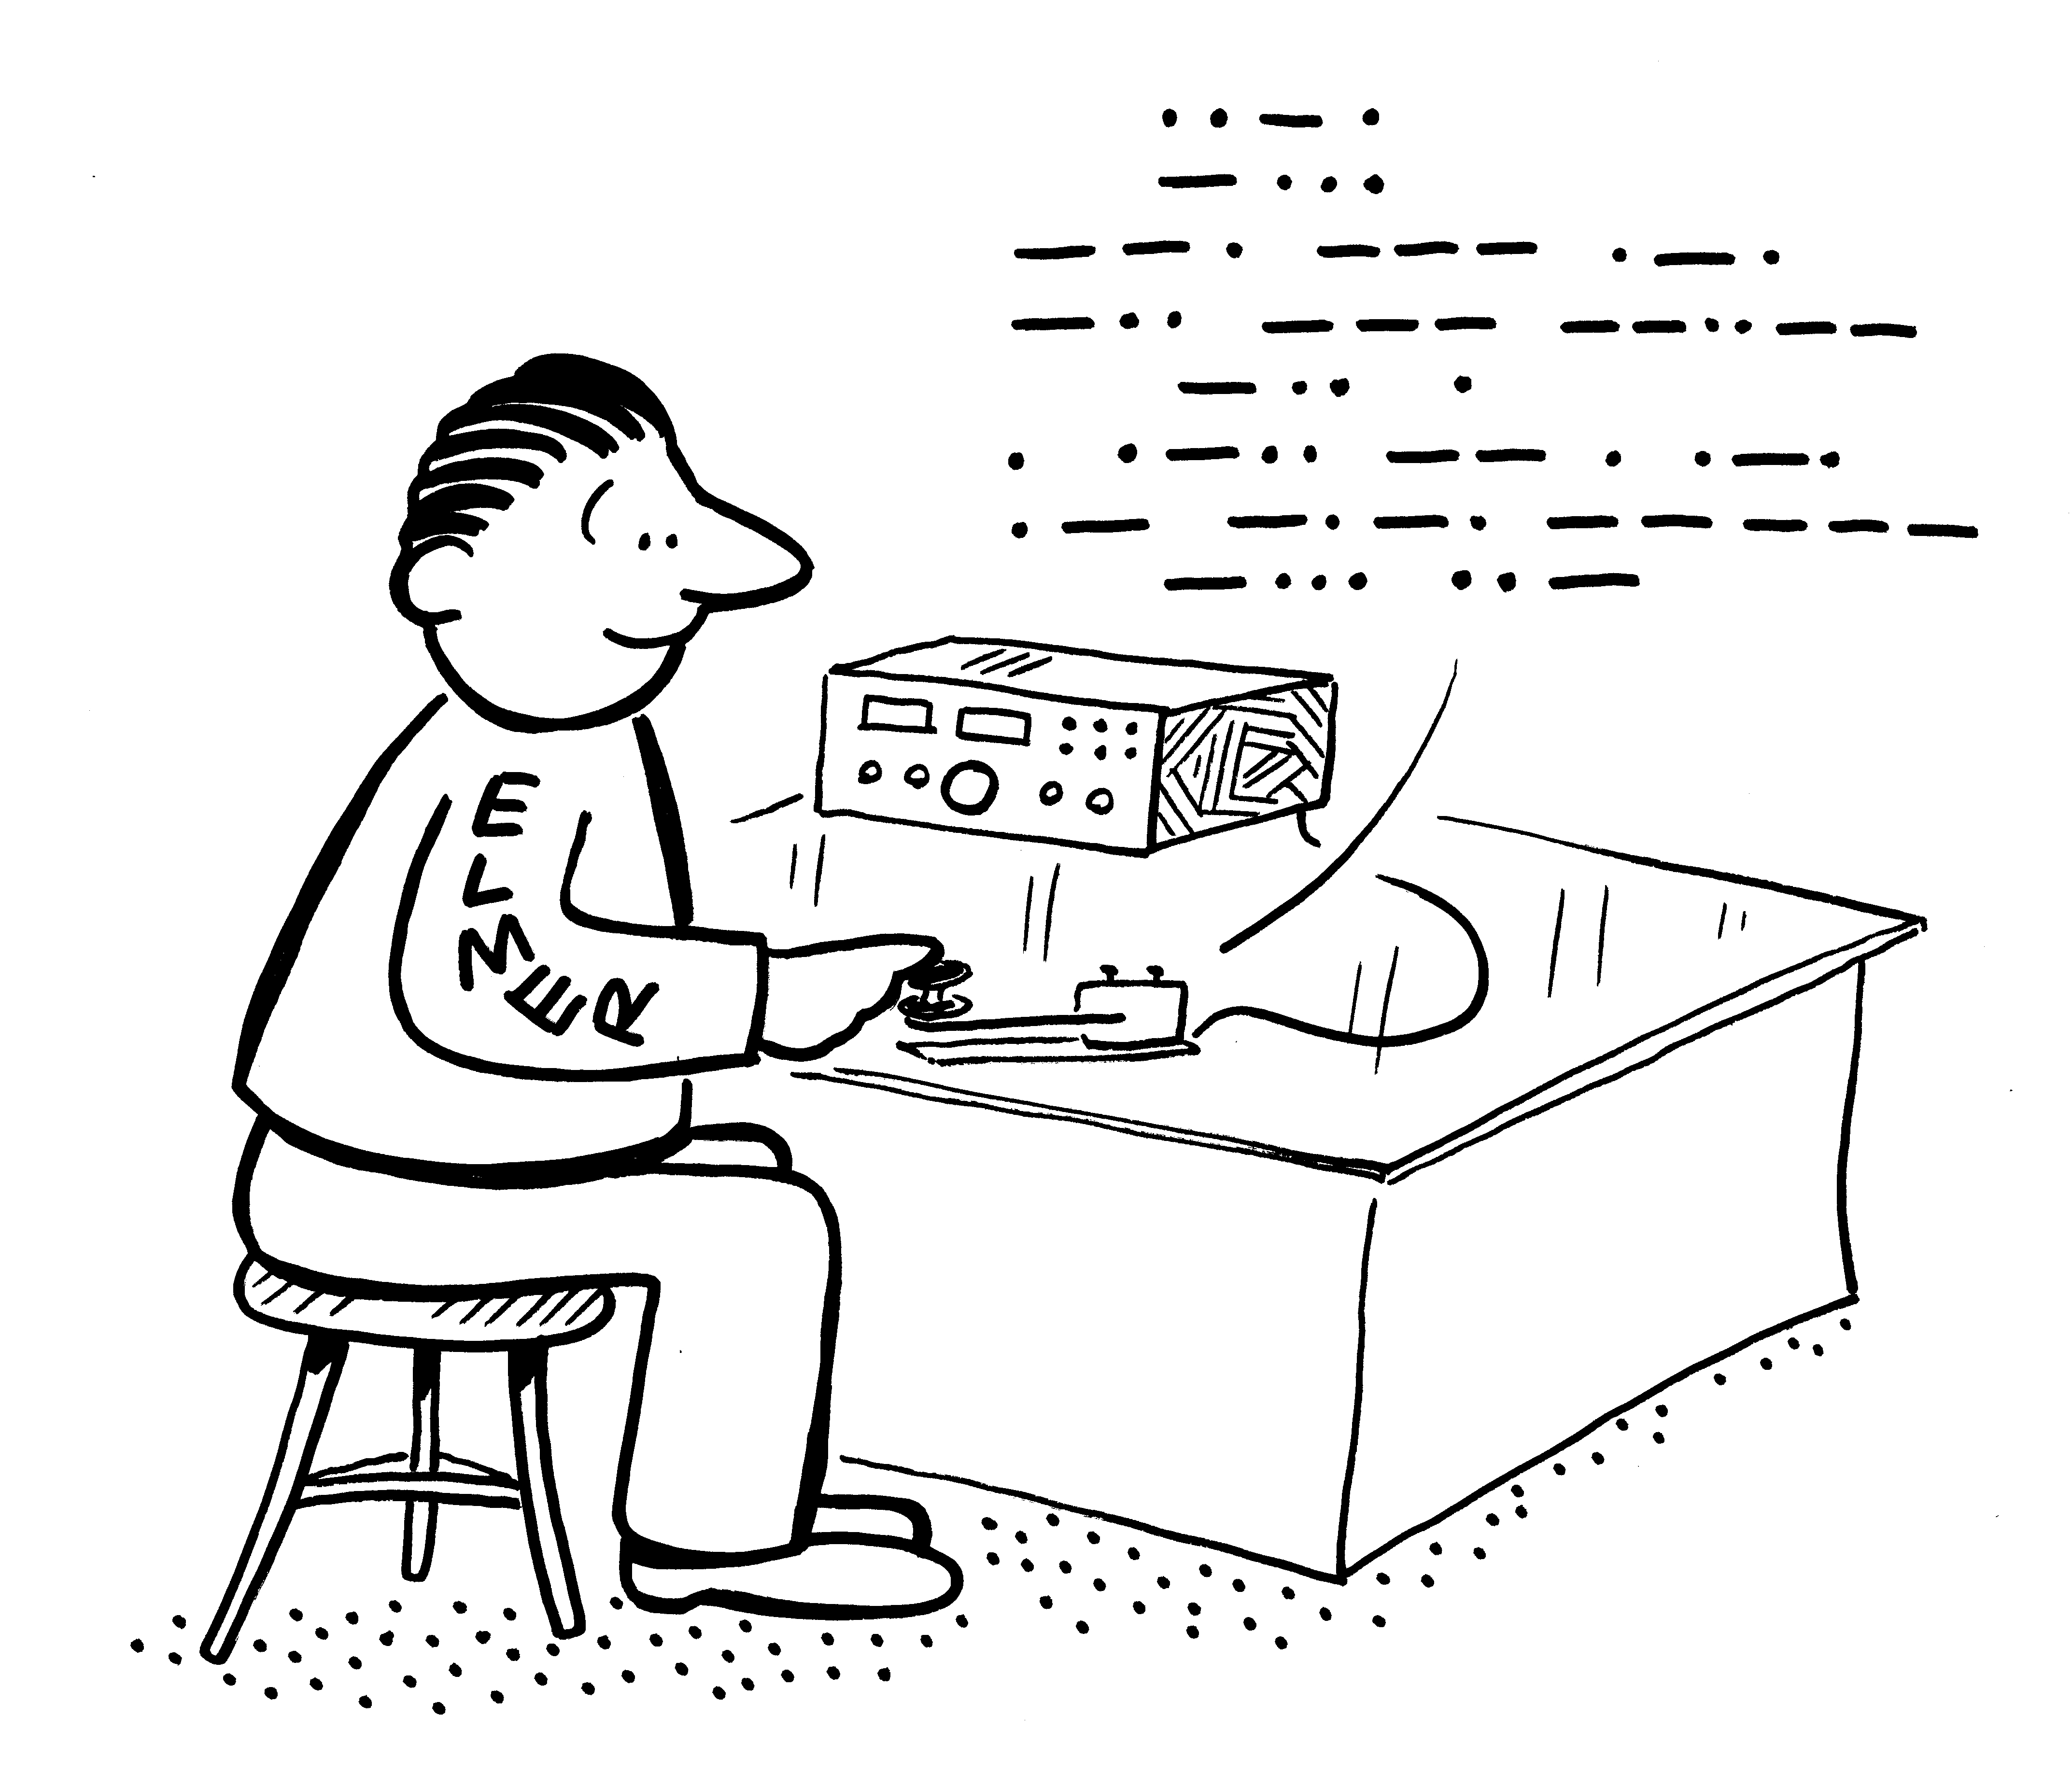 ..-.
-...
--. --- .-.
-.. --- --..--
-.. .
. .-.. -- . .-.
.- -.-. -----
-... ..-
ELMER